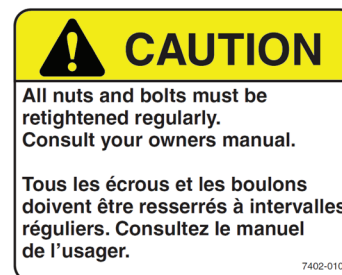 CAUTION
All nuts and bolts must be
retightened regularly.
Consult your owners manual.
Tous les écrous et les boulons
doivent être resserrés à intervalles
réguliers. Consultez le manuel
de l'usager.
7402-010